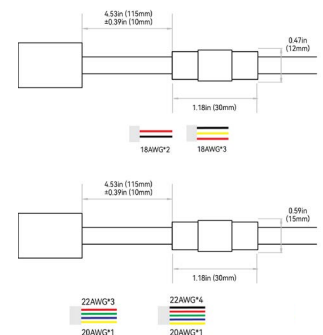 4.53in (115mm)
±0.39in (10mm)
0.47in
(12mm)
1.18in (30mm)
18AWG*2
18AWG*3
4.53in (115mm)
±0.39in (10mm)
0.59in
(15mm)
1.18in (30mm)
22AWG*3
22AWG*4
20AWG*1
20AWG*1